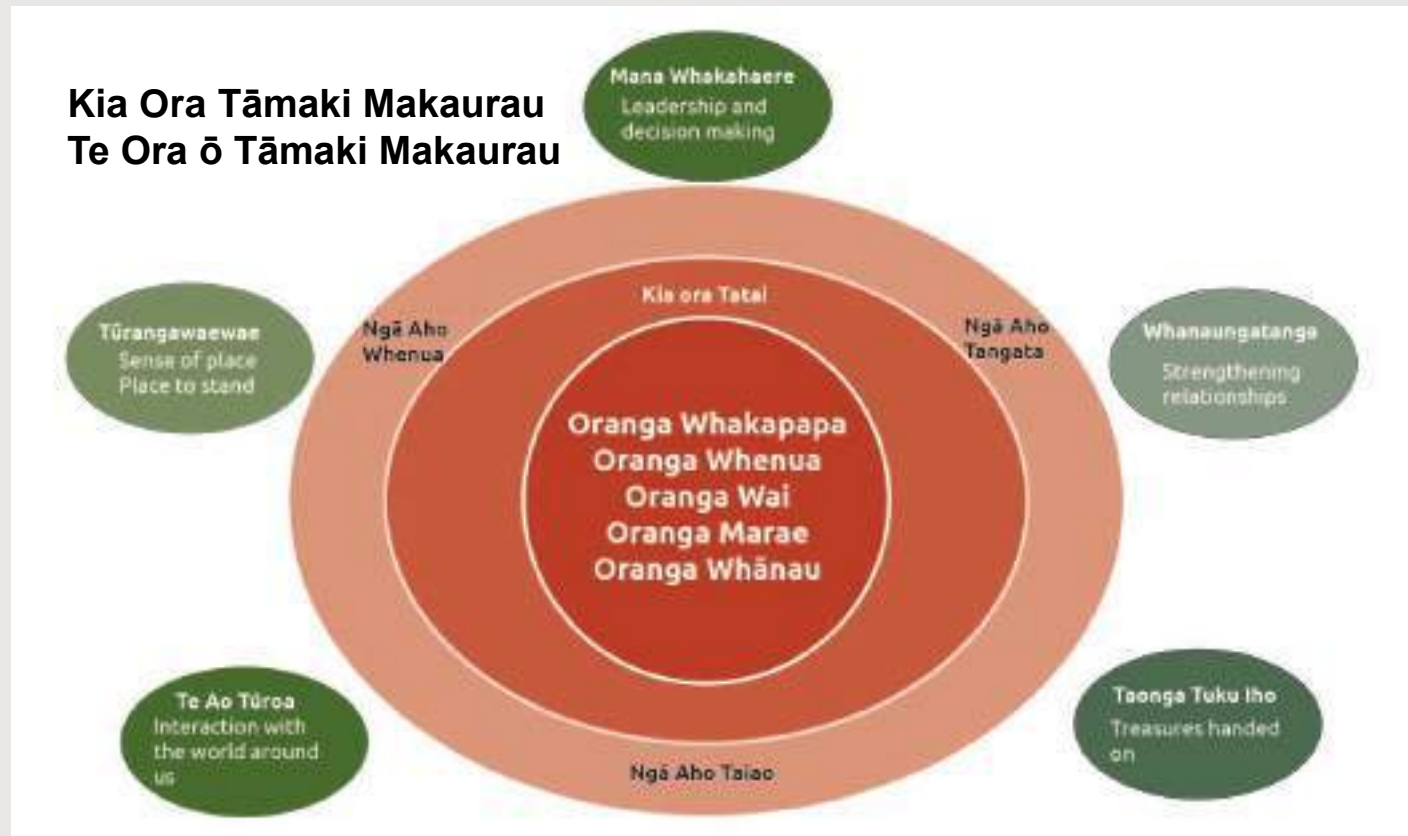 Kia Ora Tāmaki Makaurau
Te Ora ō Tāmaki Makaurau
Mana Whakahaere
Leadership and
decision making
Tūrangawaewae
Sense of place
Place to stand
Ngā Aho
Whenua
Kia ora Tatai
Ngā Aho
Tangata
Whanaungatanga
Strengthening
relationships
Oranga Whakapapa
Oranga Whenua
Oranga Wai
Oranga Marae
Oranga Whānau
Te Ao Tūroa
Interaction with
the world around
us
Ngā Aho Taiao
Taonga Tuku Iho
Treasures handed
on